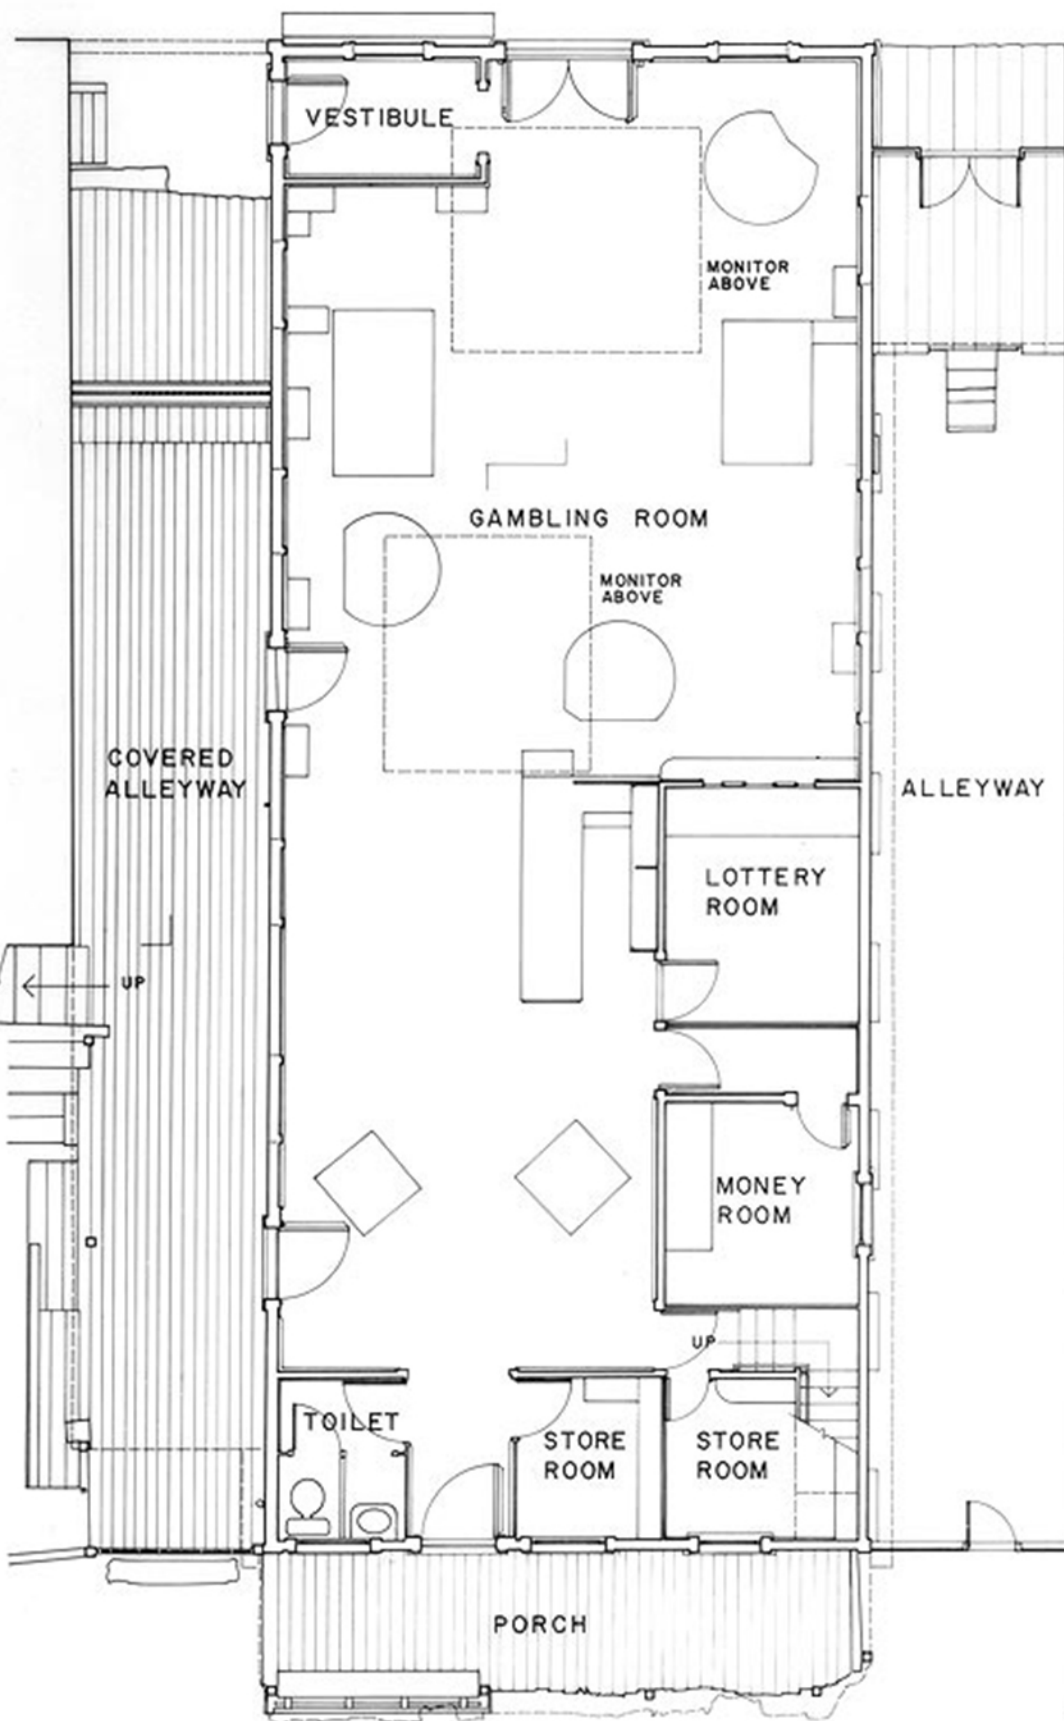 VESTIBULE
MONITOR
ABOVE
GAMBLING ROOM
MONITOR
ABOVE
COVERED
ALLEYWAY
ALLEYWAY
LOTTERY
ROOM
UP
MONEY
ROOM
UP
TOILET
STORE
ROOM
STORE
ROOM
PORCH